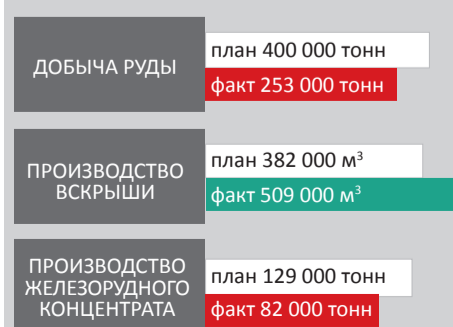 ДОБЫЧА РУДЫ
план 400 000 тонн
факт 253 000 тонн
ПРОИЗВОДСТВО
ВСКРЫШИ
план 382 000 м³
факт 509 000 м³
ПРОИЗВОДСТВО
ЖЕЛЕЗОРУДНОГО
КОНЦЕНТРАТА
план 129 000 тонн
факт 82 000 тонн